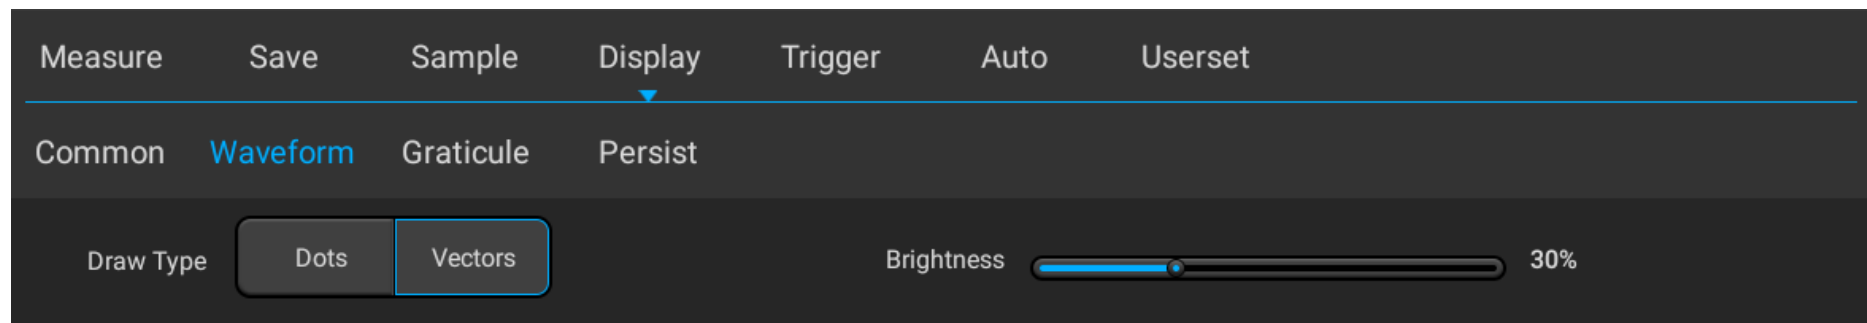 Measure Save Sample Display Trigger Auto Userset
Common Waveform Graticule Persist
Draw Type Dots Vectors Brightness 30%